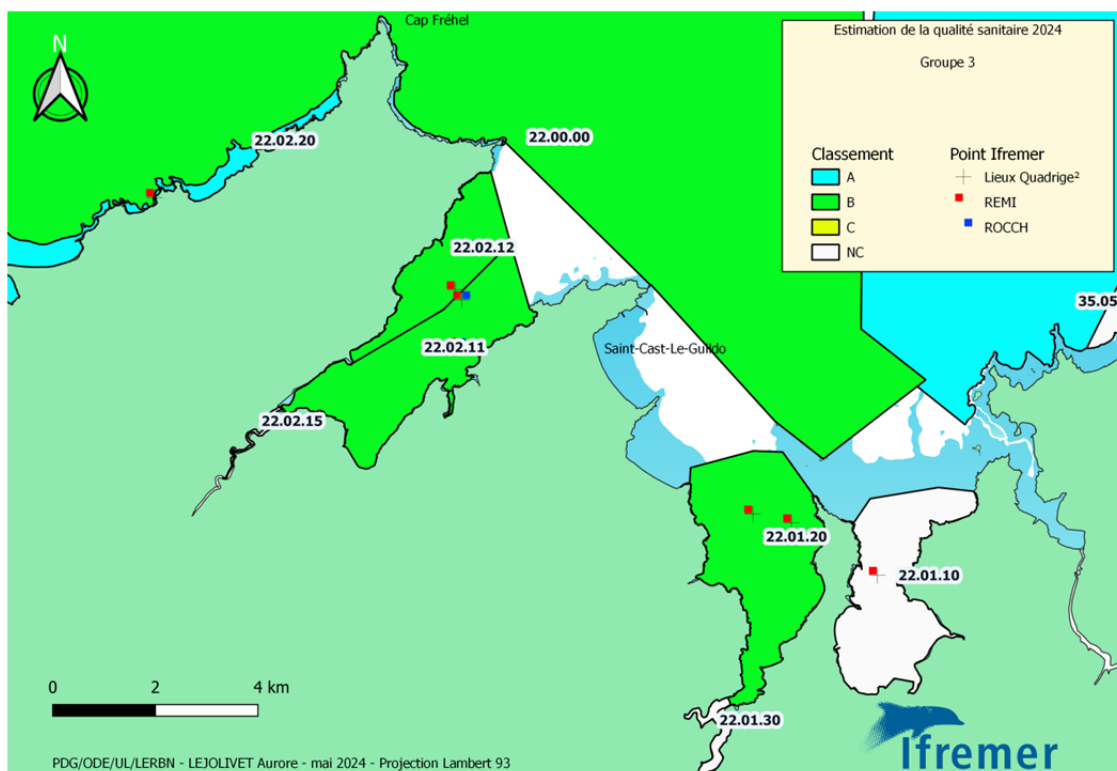 Cap Fréhel
Estimation de la qualité sanitaire 2024
Groupe 3
N
Classement
A
B
C
NC
Point Ifremer
Lieux Quadrige²
REMI
ROCCH
22.02.20
22.00.00
22.02.12
35.05
22.02.11
Saint-Cast-Le-Guildo
22.02.15
22.01.20
22.01.10
22.01.30
0 2 4 km
Ifremer
PDG/ODE/UL/LERBN - LEJOLIVET Aurore - mai 2024 - Projection Lambert 93